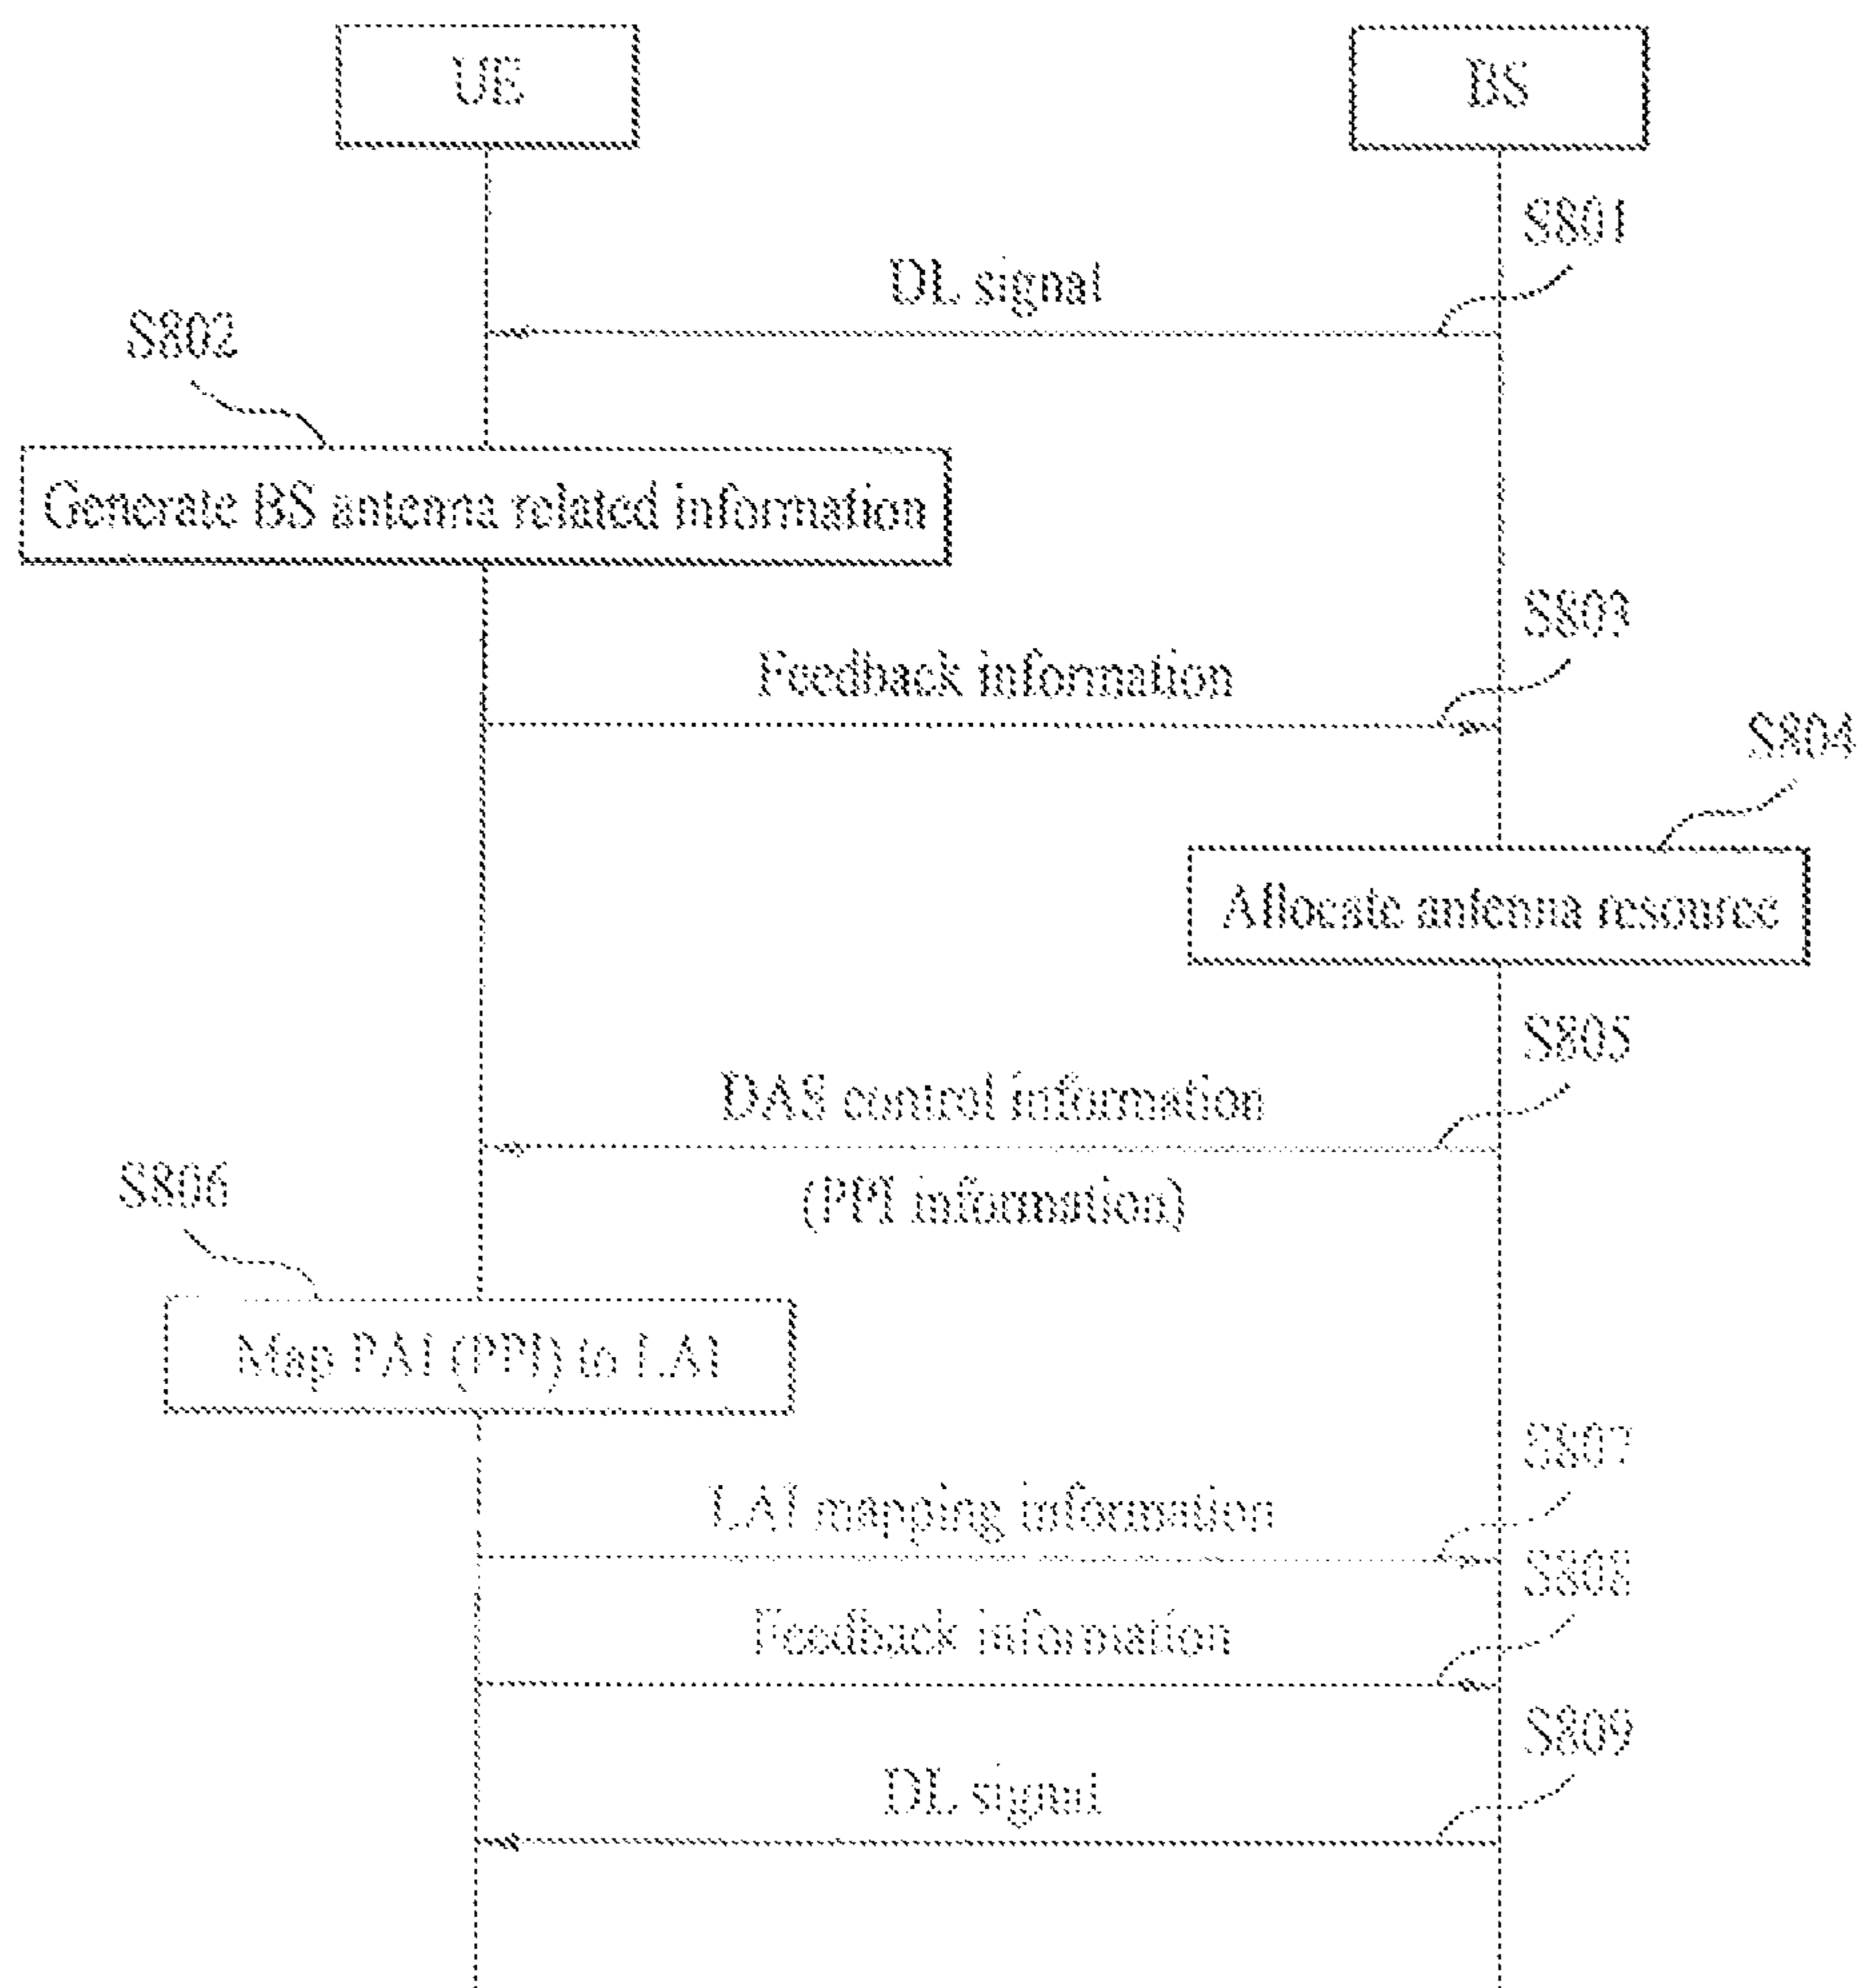 UE
BS
S801
DL signal
S802
Generate BS antenna related information
S803
Feedback information
S804
Allocate antenna resource
S805
DAS control information
(PPI information)
S806
Map PAI (PPI) to LAI
S807
LAI mapping information
S808
Feedback information
S809
DL signal